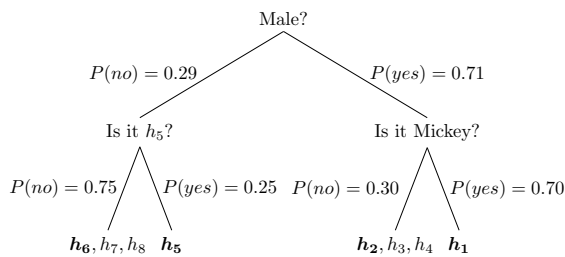 Male?
P(no) = 0.29
P(yes) = 0.71
Is it h₅?
Is it Mickey?
P(no) = 0.75
P(yes) = 0.25
P(no) = 0.30
P(yes) = 0.70
h₆, h₇, h₈
h₅
h₂, h₃, h₄
h₁